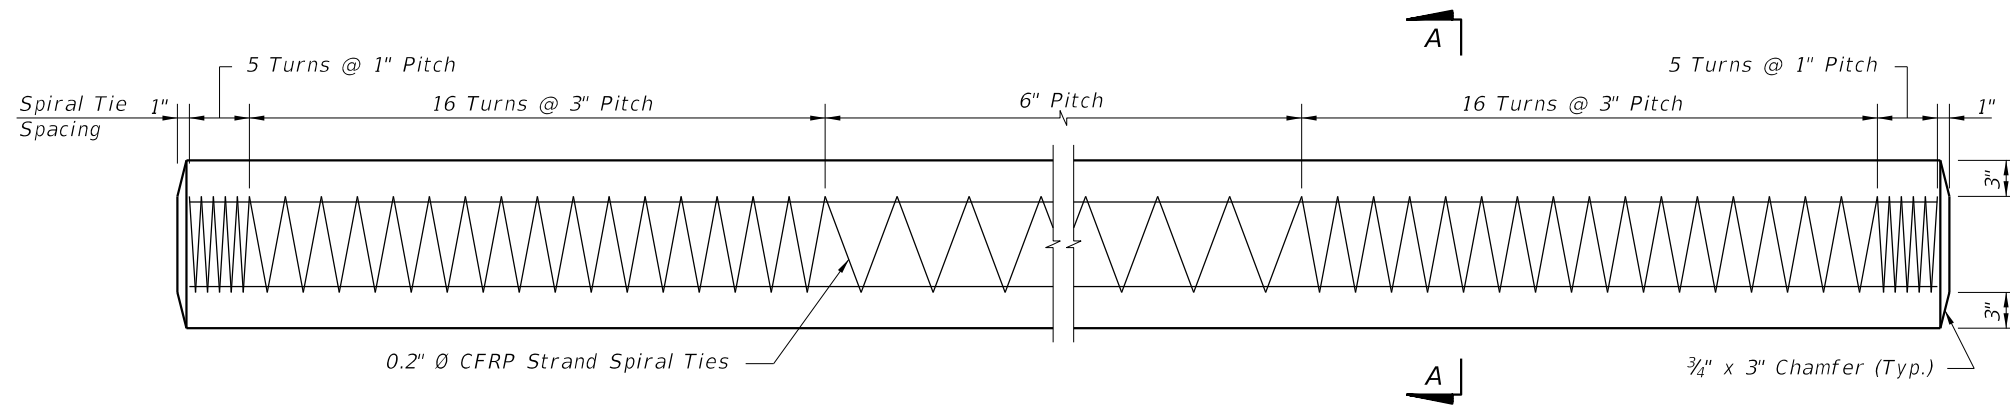 A
5 Turns @ 1" Pitch
5 Turns @ 1" Pitch
Spiral Tie
Spacing
1"
16 Turns @ 3" Pitch
6" Pitch
16 Turns @ 3" Pitch
1"
3"
3"
0.2" Ø CFRP Strand Spiral Ties
A
¾" x 3" Chamfer (Typ.)